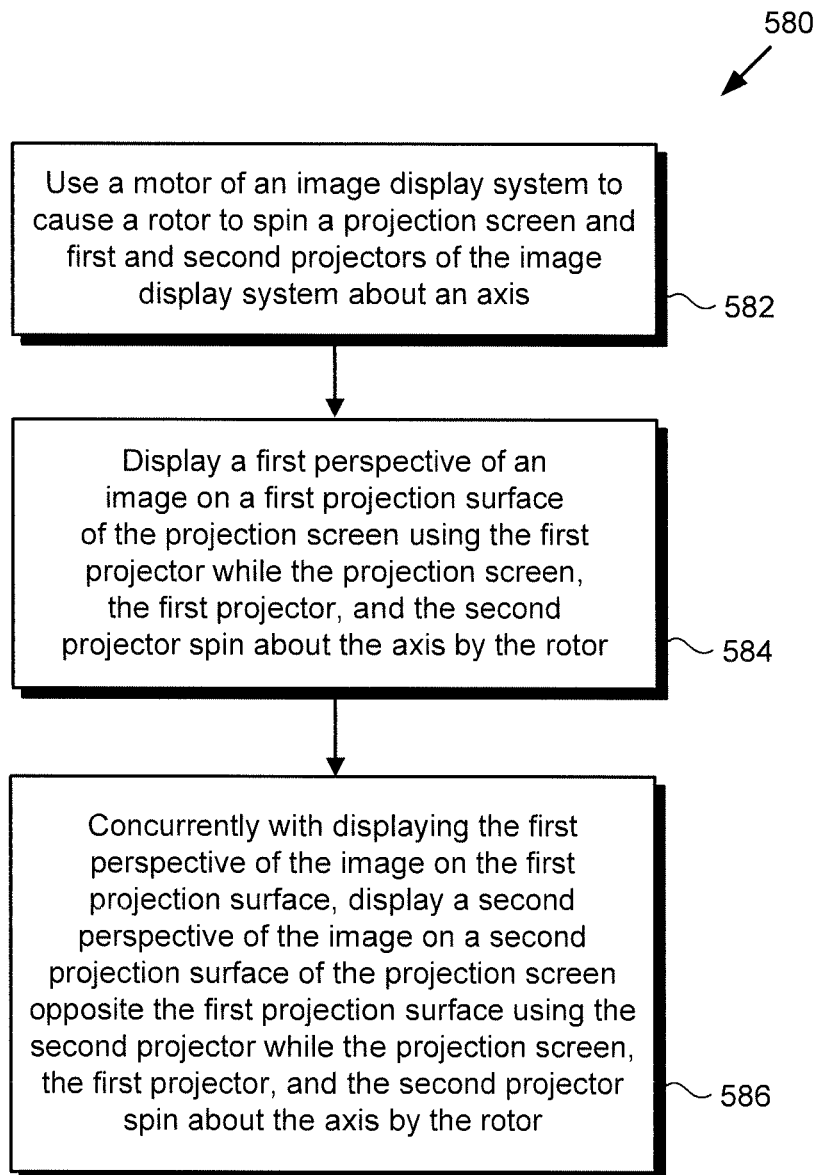 580
Use a motor of an image display system to
cause a rotor to spin a projection screen and
first and second projectors of the image
display system about an axis
582
Display a first perspective of an
image on a first projection surface
of the projection screen using the first
projector while the projection screen,
the first projector, and the second
projector spin about the axis by the rotor
584
Concurrently with displaying the first
perspective of the image on the first
projection surface, display a second
perspective of the image on a second
projection surface of the projection screen
opposite the first projection surface using the
second projector while the projection screen,
the first projector, and the second projector
spin about the axis by the rotor
586